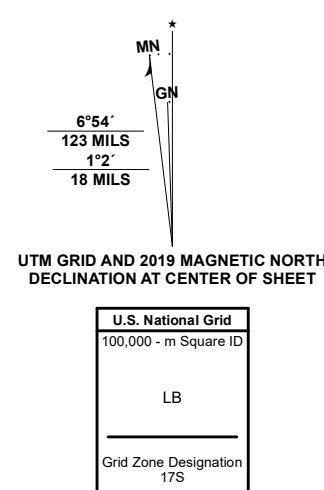 ★
MN
GN
6°54´
123 MILS
1°2´
18 MILS
UTM GRID AND 2019 MAGNETIC NORTH
DECLINATION AT CENTER OF SHEET
U.S. National Grid
100,000 - m Square ID
LB
Grid Zone Designation
17S